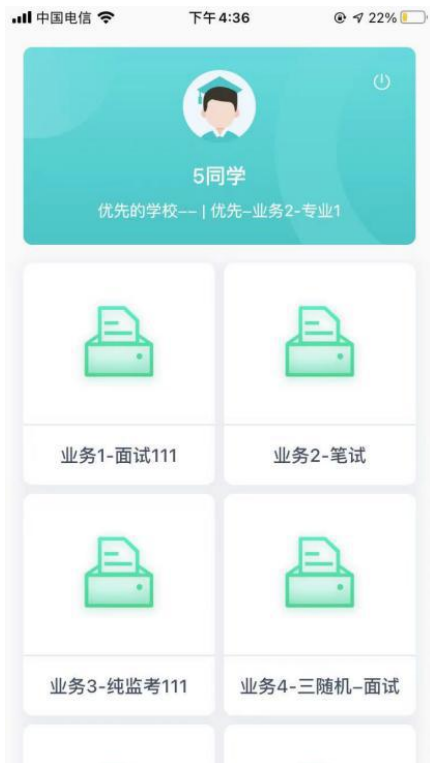 中国电信 下午4:36 22%
5同学
优先的学校-- | 优先-业务2-专业1
业务1-面试111 业务2-笔试
业务3-纯监考111 业务4-三随机-面试